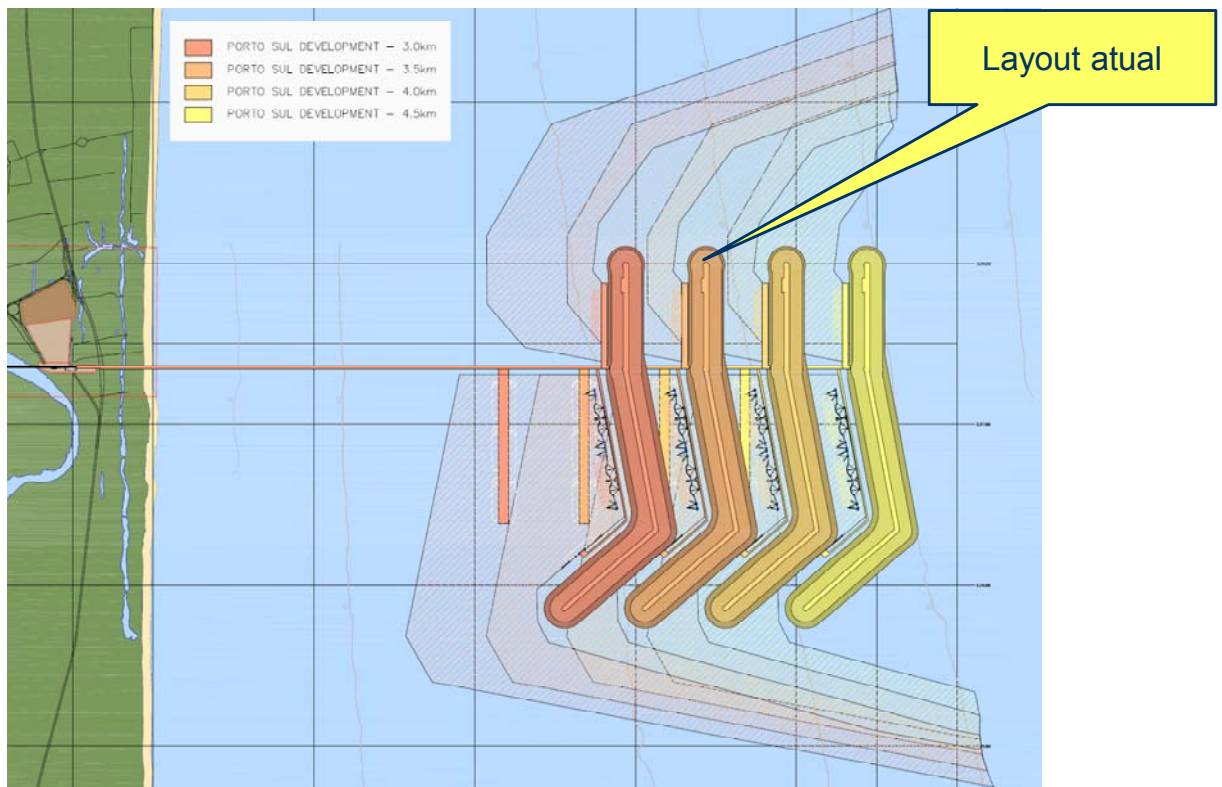 Layout atual
PORTO SUL DEVELOPMENT – 3.0km
PORTO SUL DEVELOPMENT – 3.5km
PORTO SUL DEVELOPMENT – 4.0km
PORTO SUL DEVELOPMENT – 4.5km